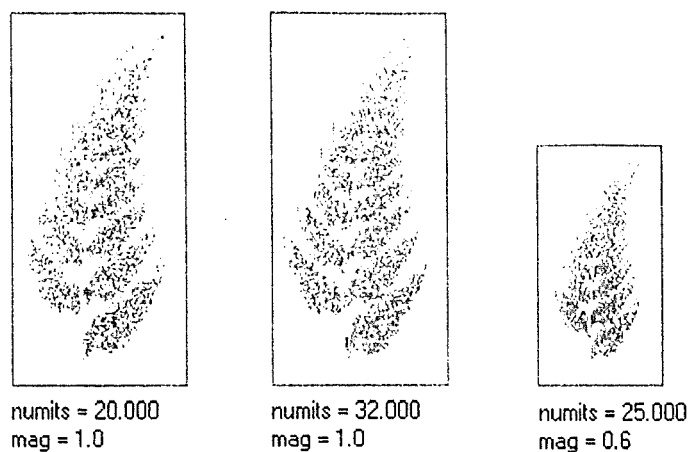 numits = 20.000
mag = 1.0
numits = 32.000
mag = 1.0
numits = 25.000
mag = 0.6